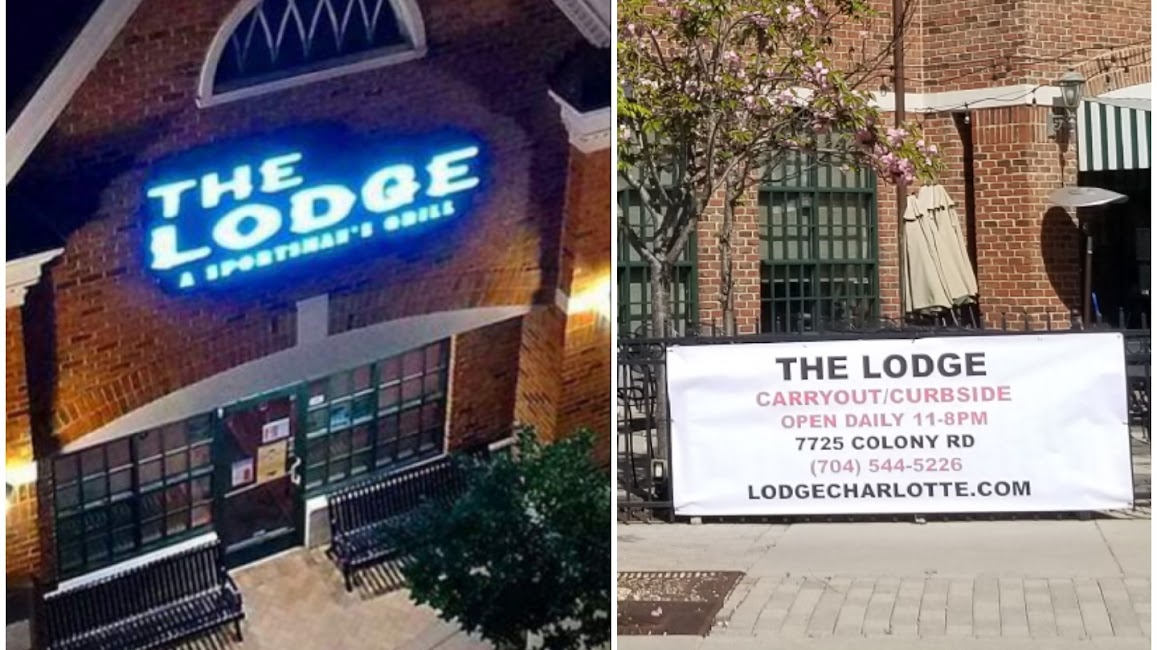 THE
LODGE
A SPORTSMAN'S GRILL
THE LODGE
CARRYOUT/CURBSIDE
OPEN DAILY 11-8PM
7725 COLONY RD
(704) 544-5226
LODGECHARLOTTE.COM